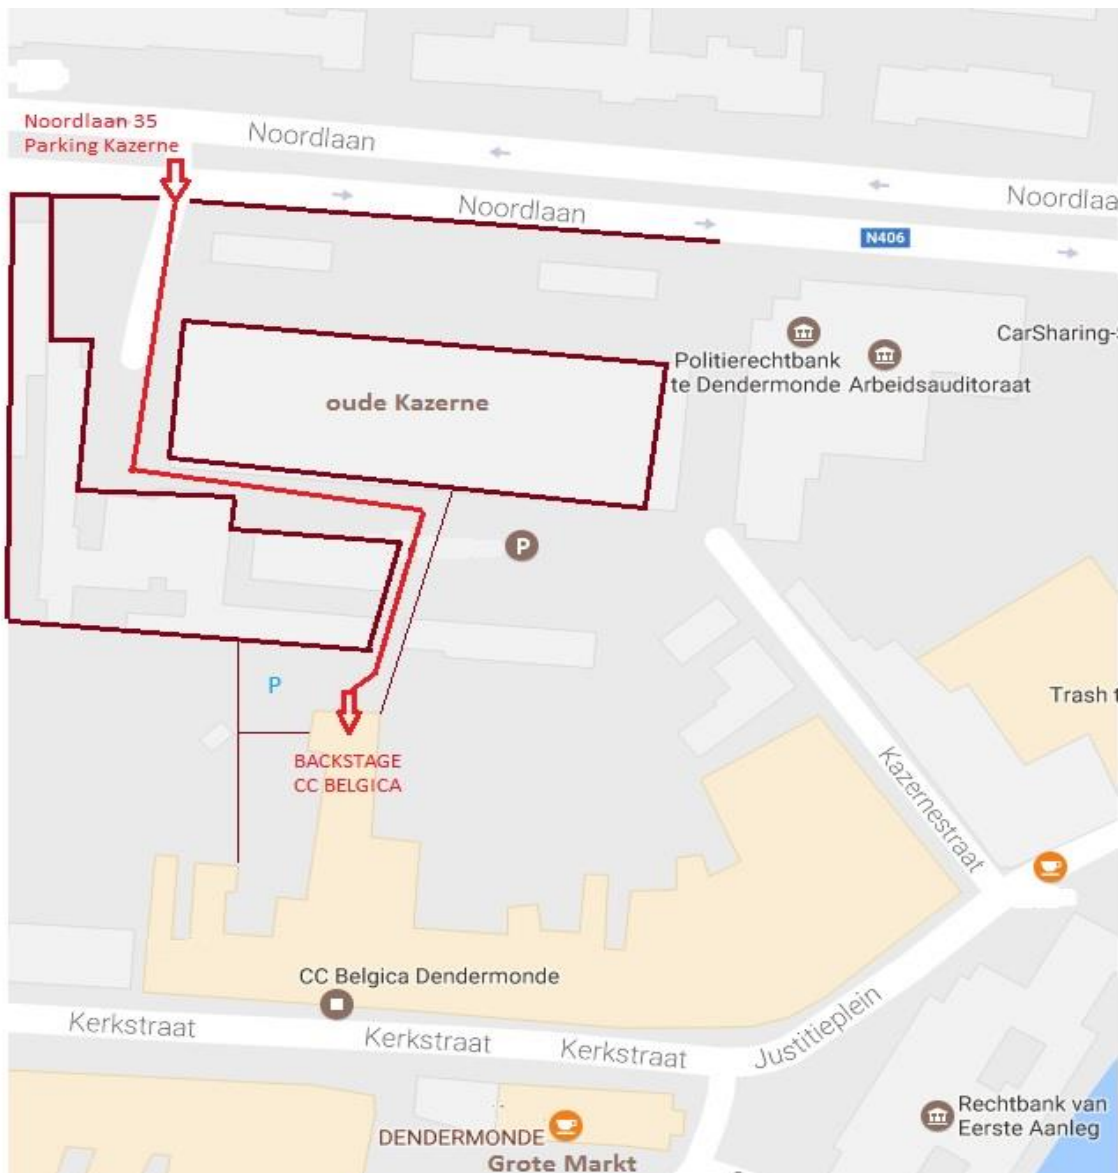 Noordlaan 35
Parking Kazerne
Noordlaan
Noordlaan
Noordlaa
N406
Politierechtbank
te Dendermonde
Arbeidsauditoraat
CarSharing-
oude Kazerne
P
P
Trash t
BACKSTAGE
CC BELGICA
Kazernestraat
CC Belgica Dendermonde
Kerkstraat
Kerkstraat
Kerkstraat
Justitieplein
Rechtbank van
Eerste Aanleg
DENDERMONDE
Grote Markt